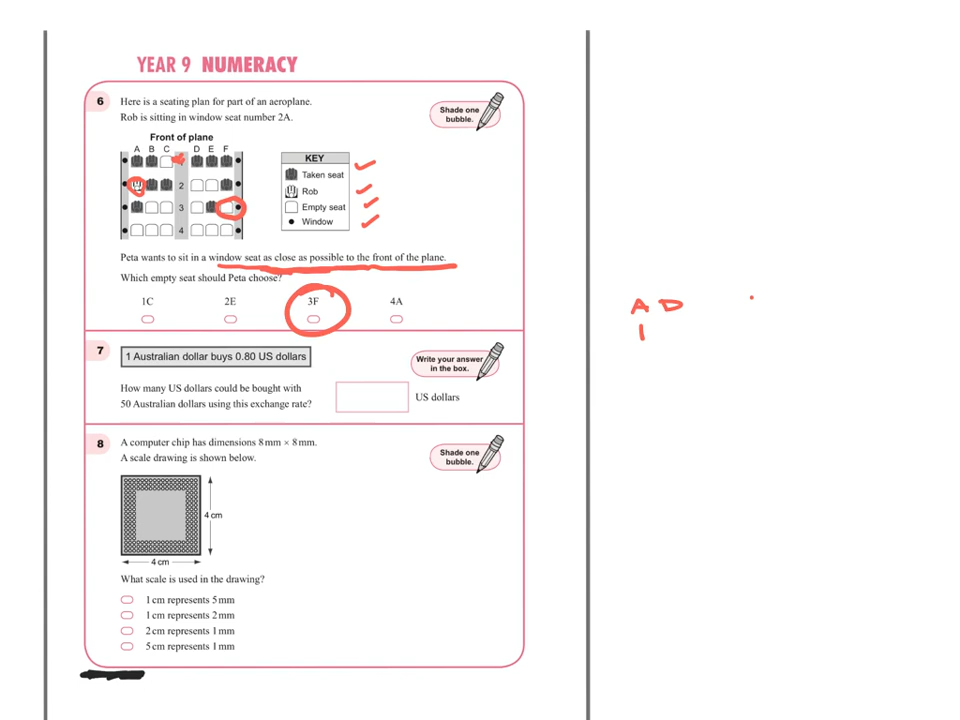 YEAR 9 NUMERACY
6
Here is a seating plan for part of an aeroplane.
Rob is sitting in window seat number 2A.
Shade one
bubble.
Front of plane
A B C D E F
2
3
4
KEY
Taken seat
Rob
Empty seat
Window
Peta wants to sit in a window seat as close as possible to the front of the plane.
Which empty seat should Peta choose?
1C 2E 3F 4A
7
1 Australian dollar buys 0.80 US dollars
Write your answer
in the box.
How many US dollars could be bought with
50 Australian dollars using this exchange rate?
US dollars
8
A computer chip has dimensions 8 mm × 8 mm.
A scale drawing is shown below.
Shade one
bubble.
4 cm
4 cm
What scale is used in the drawing?
1 cm represents 5 mm
1 cm represents 2 mm
2 cm represents 1 mm
5 cm represents 1 mm
A D
1